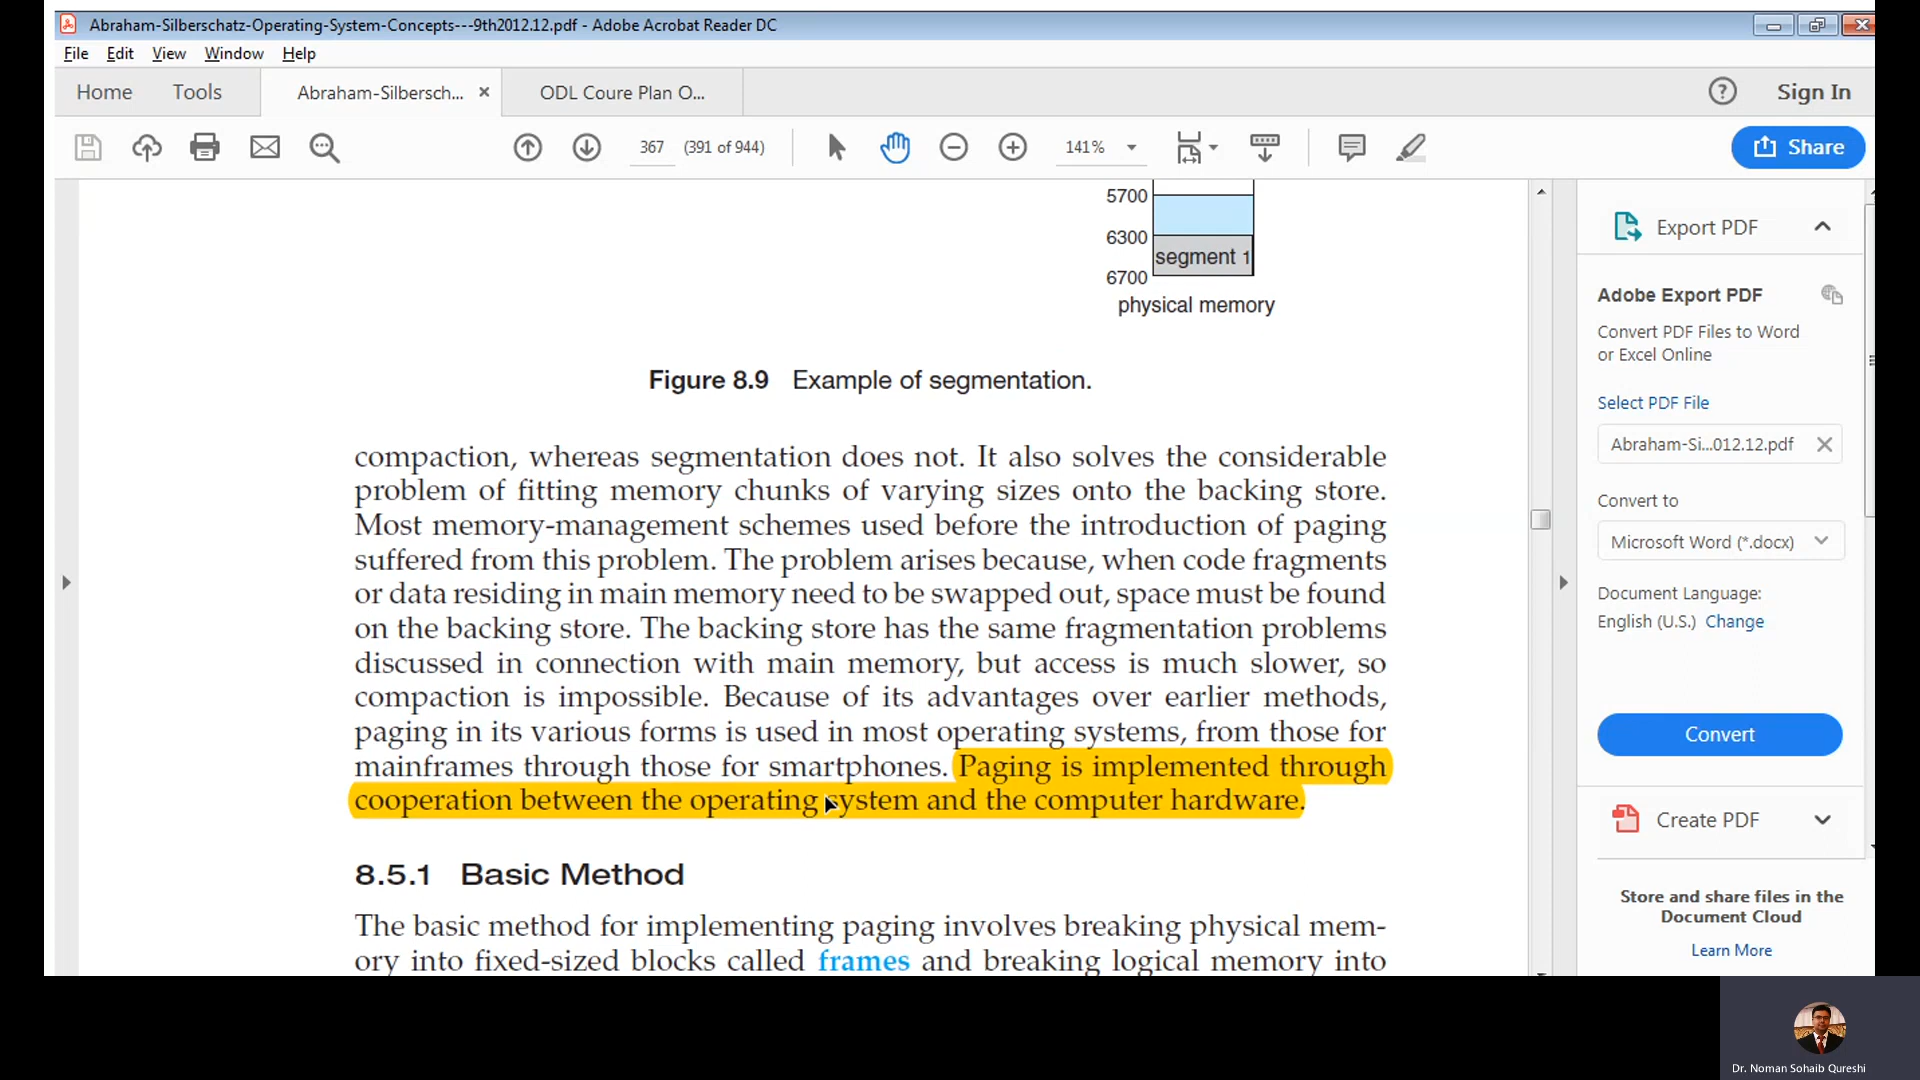 Abraham-Silberschatz-Operating-System-Concepts---9th2012.12.pdf - Adobe Acrobat Reader DC
File Edit View Window Help
Home Tools Abraham-Silbersch... ODL Coure Plan O... Sign In
367 (391 of 944) 141% Share
5700
6300
segment 1
6700
physical memory
Figure 8.9 Example of segmentation.
compaction, whereas segmentation does not. It also solves the considerable
problem of fitting memory chunks of varying sizes onto the backing store.
Most memory-management schemes used before the introduction of paging
suffered from this problem. The problem arises because, when code fragments
or data residing in main memory need to be swapped out, space must be found
on the backing store. The backing store has the same fragmentation problems
discussed in connection with main memory, but access is much slower, so
compaction is impossible. Because of its advantages over earlier methods,
paging in its various forms is used in most operating systems, from those for
mainframes through those for smartphones. Paging is implemented through
cooperation between the operating system and the computer hardware.
8.5.1 Basic Method
The basic method for implementing paging involves breaking physical mem-
ory into fixed-sized blocks called frames and breaking logical memory into
Export PDF
Adobe Export PDF
Convert PDF Files to Word
or Excel Online
Select PDF File
Abraham-Si...012.12.pdf
Convert to
Microsoft Word (*.docx)
Document Language:
English (U.S.) Change
Convert
Create PDF
Store and share files in the
Document Cloud
Learn More
Dr. Noman Sohaib Qureshi